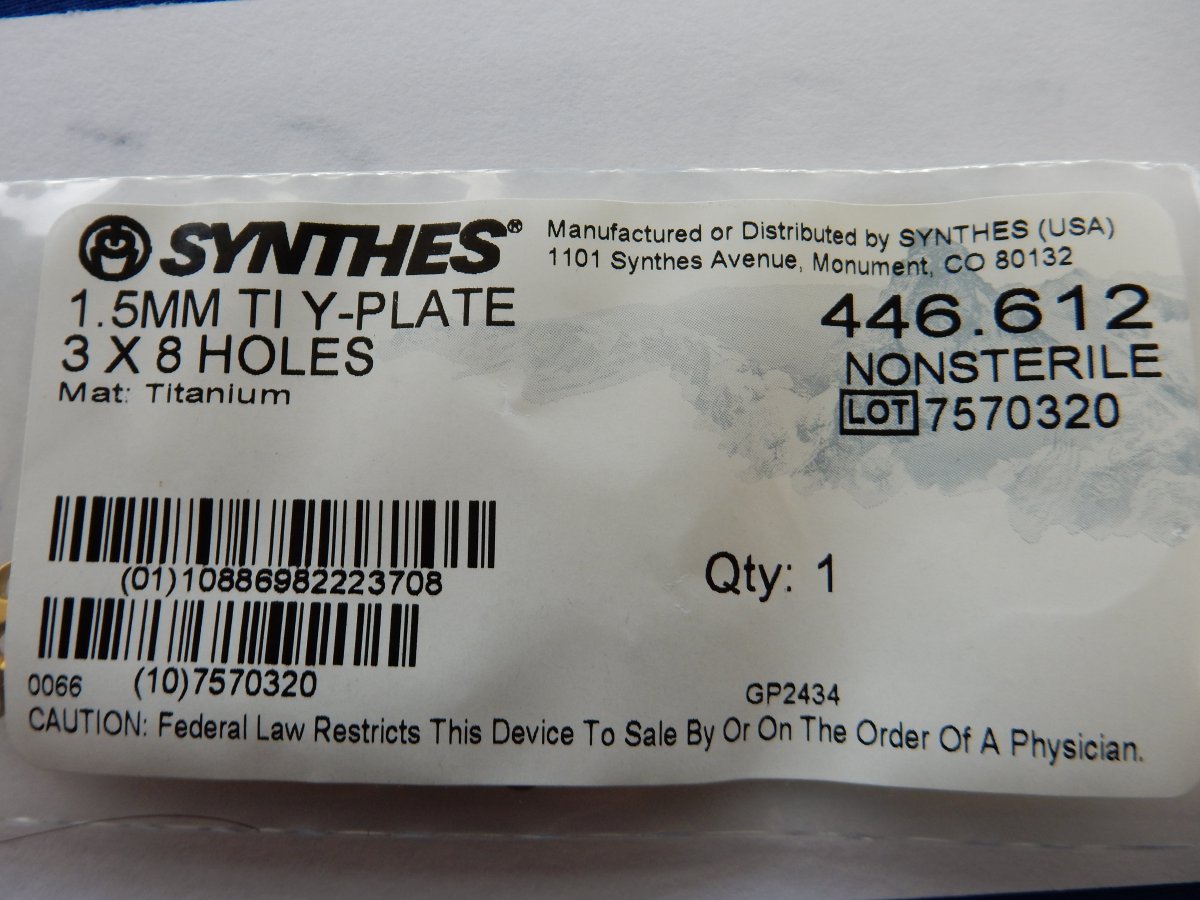 SYNTHES®
Manufactured or Distributed by SYNTHES (USA)
1101 Synthes Avenue, Monument, CO 80132
1.5MM TI Y-PLATE
3 X 8 HOLES
Mat: Titanium
446.612
NONSTERILE
LOT 7570320
(01)10886982223708
Qty: 1
0066 (10)7570320
GP2434
CAUTION: Federal Law Restricts This Device To Sale By Or On The Order Of A Physician.